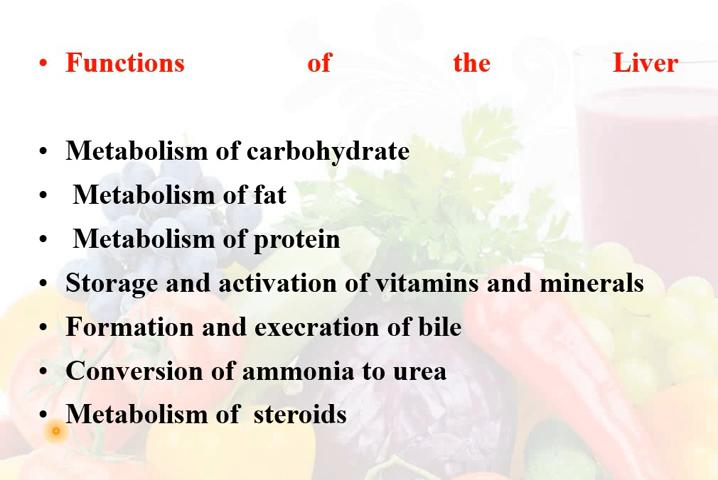 • Functions of the Liver
• Metabolism of carbohydrate
• Metabolism of fat
• Metabolism of protein
• Storage and activation of vitamins and minerals
• Formation and execration of bile
• Conversion of ammonia to urea
• Metabolism of steroids